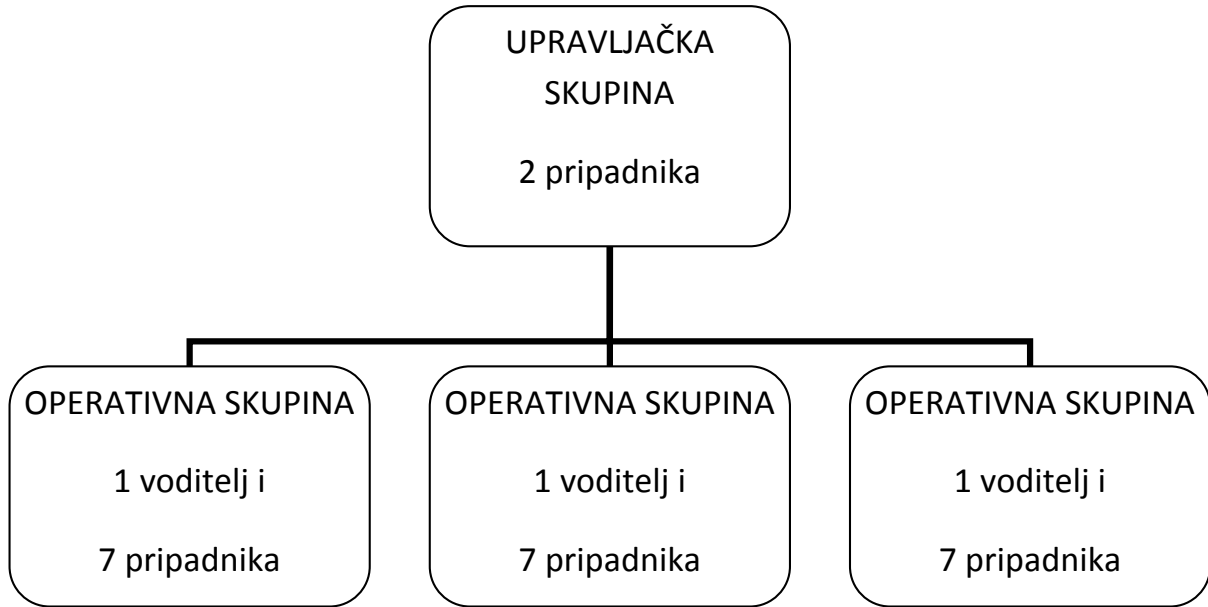 UPRAVLJAČKA
SKUPINA
2 pripadnika
OPERATIVNA SKUPINA
1 voditelj i
7 pripadnika
OPERATIVNA SKUPINA
1 voditelj i
7 pripadnika
OPERATIVNA SKUPINA
1 voditelj i
7 pripadnika